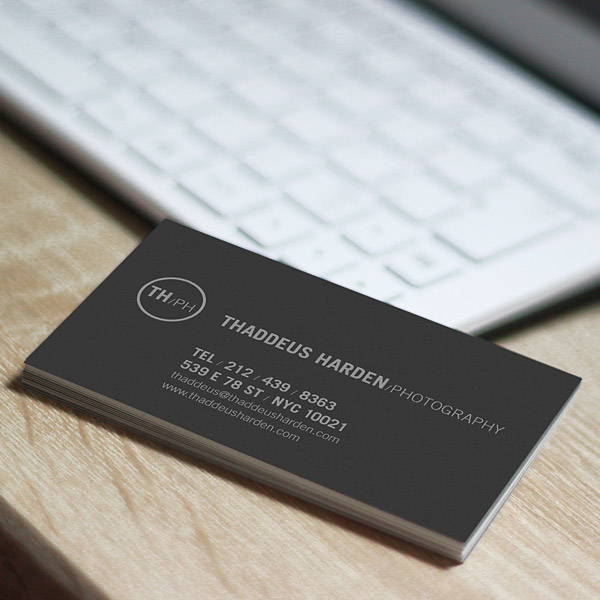 TH/PH
THADDEUS HARDEN/PHOTOGRAPHY
TEL / 212 / 439 / 8363
539 E 78 ST / NYC 10021
thaddeus@thaddeusharden.com
www.thaddeusharden.com